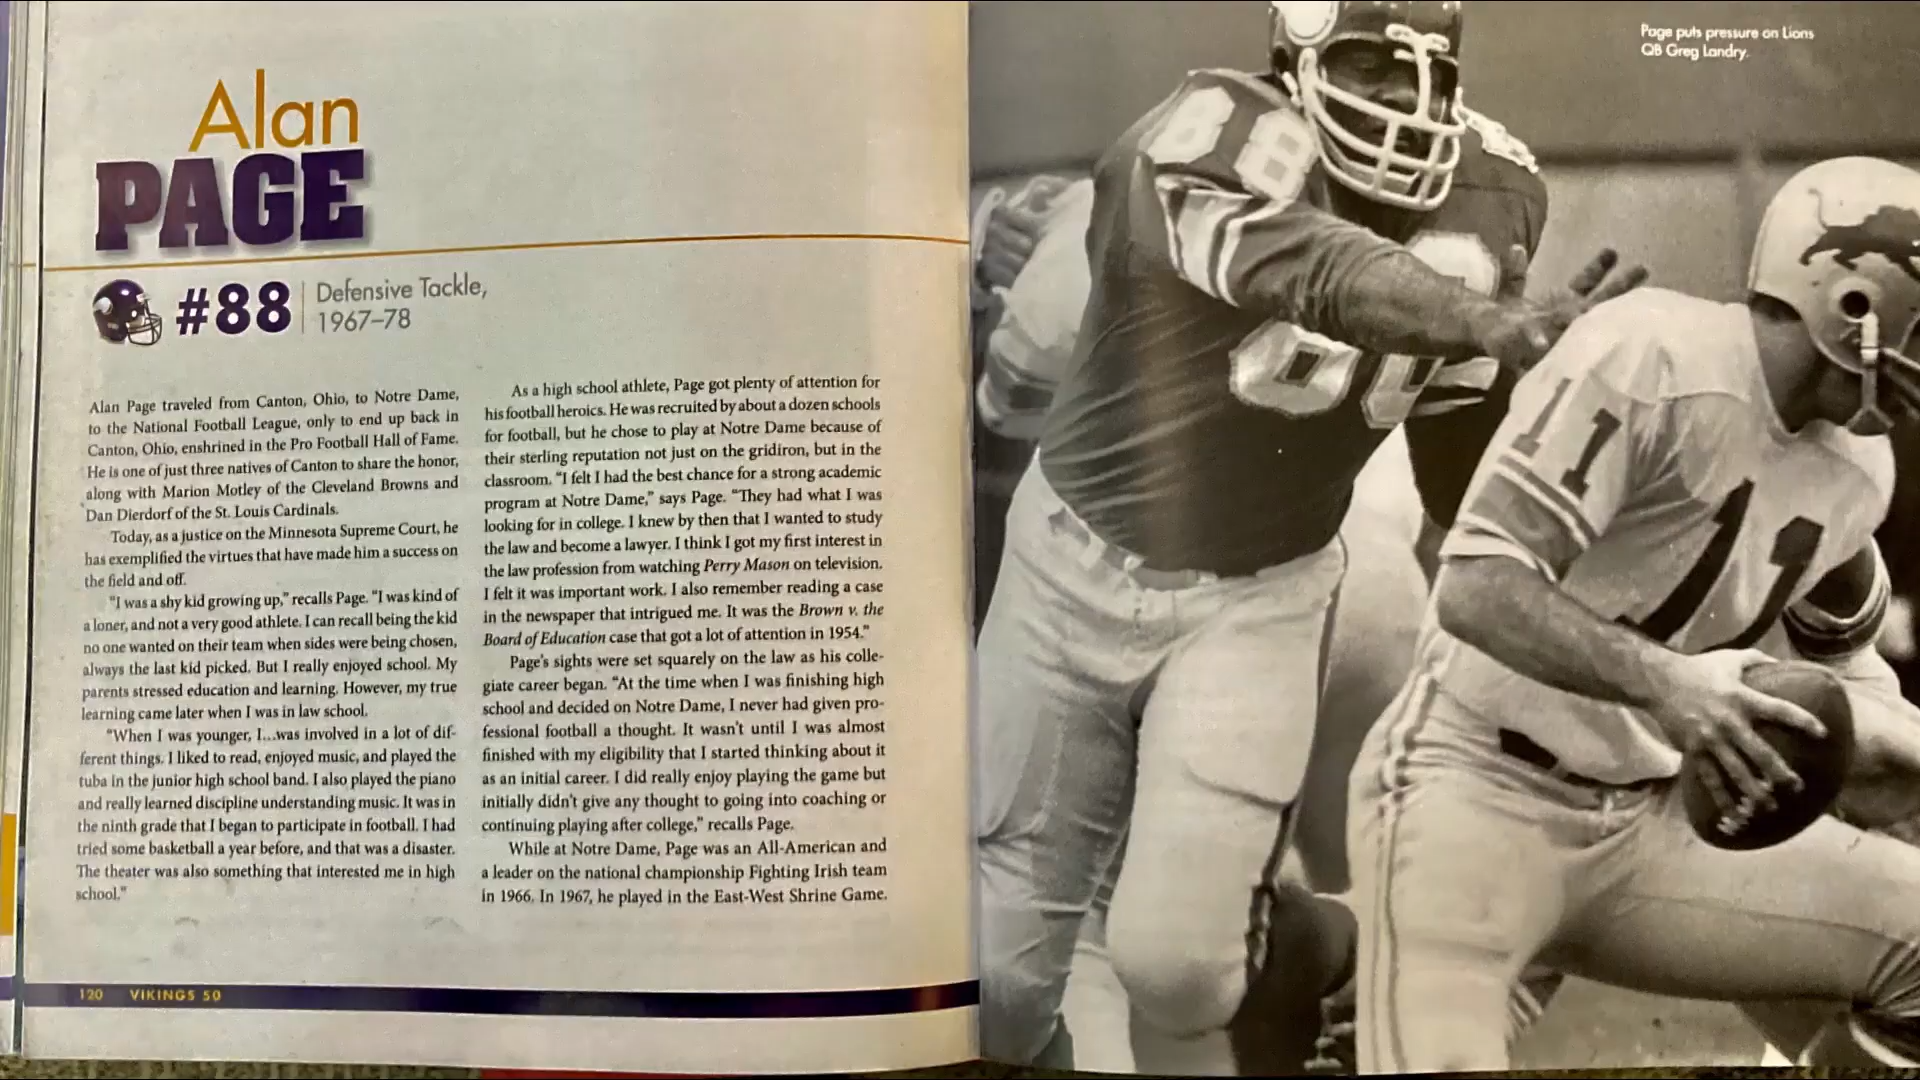 Alan
PAGE
#88
Defensive Tackle,
1967–78
Alan Page traveled from Canton, Ohio, to Notre Dame,
to the National Football League, only to end up back in
Canton, Ohio, enshrined in the Pro Football Hall of Fame.
He is one of just three natives of Canton to share the honor,
along with Marion Motley of the Cleveland Browns and
Dan Dierdorf of the St. Louis Cardinals.
Today, as a justice on the Minnesota Supreme Court, he
has exemplified the virtues that have made him a success on
the field and off.
"I was a shy kid growing up," recalls Page. "I was kind of
a loner, and not a very good athlete. I can recall being the kid
no one wanted on their team when sides were being chosen,
always the last kid picked. But I really enjoyed school. My
parents stressed education and learning. However, my true
learning came later when I was in law school.
"When I was younger, I...was involved in a lot of dif-
ferent things. I liked to read, enjoyed music, and played the
tuba in the junior high school band. I also played the piano
and really learned discipline understanding music. It was in
the ninth grade that I began to participate in football. I had
tried some basketball a year before, and that was a disaster.
The theater was also something that interested me in high
school."
As a high school athlete, Page got plenty of attention for
his football heroics. He was recruited by about a dozen schools
for football, but he chose to play at Notre Dame because of
their sterling reputation not just on the gridiron, but in the
classroom. "I felt I had the best chance for a strong academic
program at Notre Dame," says Page. "They had what I was
looking for in college. I knew by then that I wanted to study
the law and become a lawyer. I think I got my first interest in
the law profession from watching Perry Mason on television.
I felt it was important work. I also remember reading a case
in the newspaper that intrigued me. It was the Brown v. the
Board of Education case that got a lot of attention in 1954."
Page's sights were set squarely on the law as his colle-
giate career began. "At the time when I was finishing high
school and decided on Notre Dame, I never had given pro-
fessional football a thought. It wasn't until I was almost
finished with my eligibility that I started thinking about it
as an initial career. I did really enjoy playing the game but
initially didn't give any thought to going into coaching or
continuing playing after college," recalls Page.
While at Notre Dame, Page was an All-American and
a leader on the national championship Fighting Irish team
in 1966. In 1967, he played in the East-West Shrine Game.
120 VIKINGS 50
Page puts pressure on Lions
QB Greg Landry.
88
88
11
11